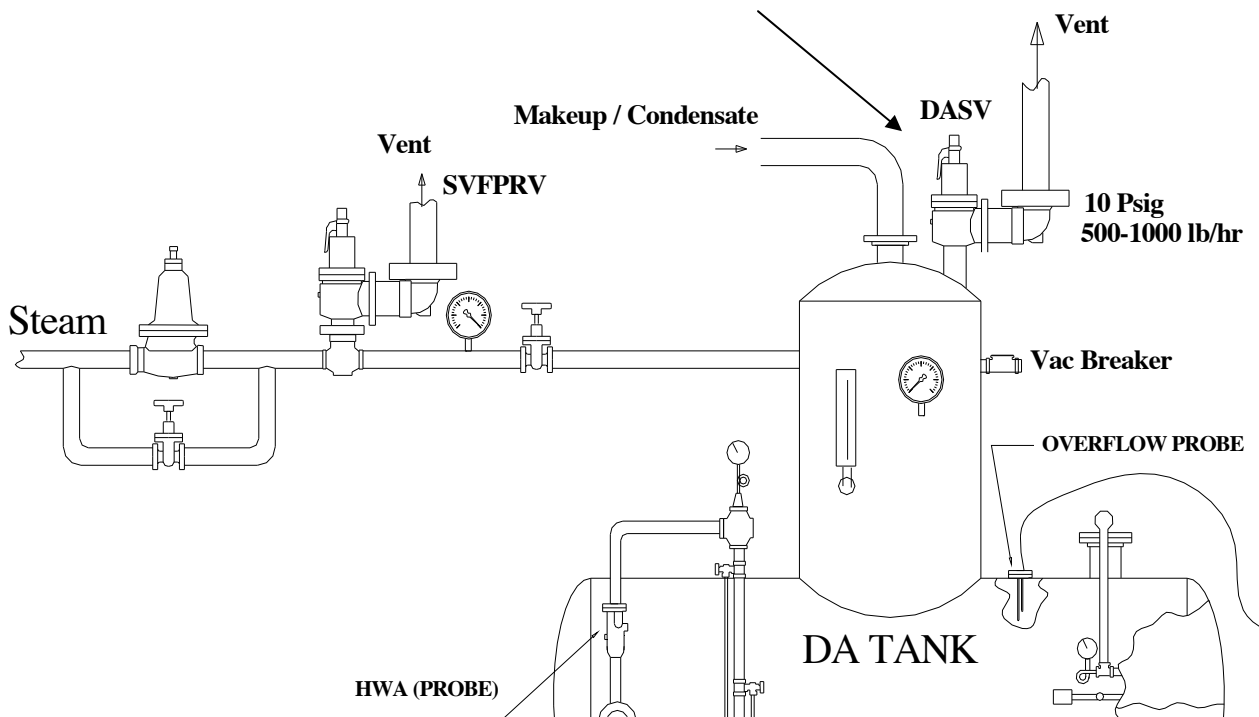 Vent
Makeup / Condensate
DASV
Vent
SVFPRV
10 Psig
500-1000 lb/hr
Steam
Vac Breaker
OVERFLOW PROBE
DA TANK
HWA (PROBE)